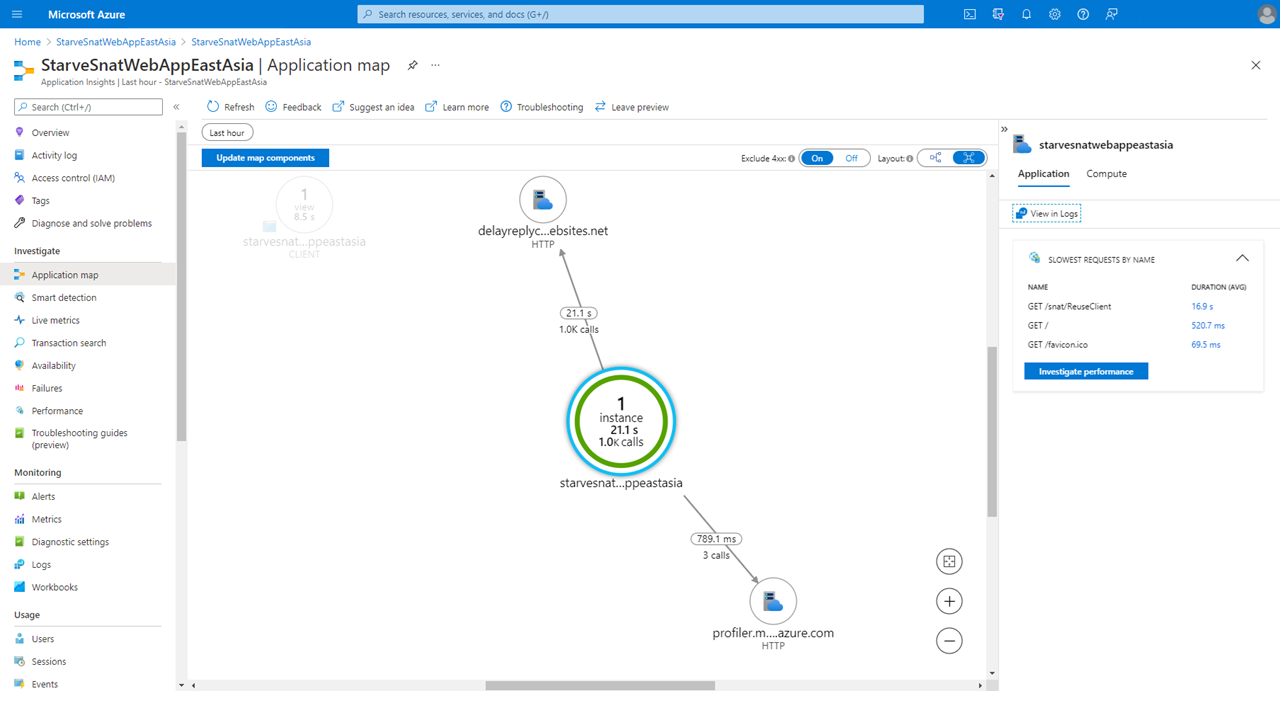 Microsoft Azure
Search resources, services, and docs (G+/)
Home > StarveSnatWebAppEastAsia > StarveSnatWebAppEastAsia
StarveSnatWebAppEastAsia | Application map
Application Insights | Last hour - StarveSnatWebAppEastAsia
Search (Ctrl+/)
Overview
Activity log
Access control (IAM)
Tags
Diagnose and solve problems
Investigate
Application map
Smart detection
Live metrics
Transaction search
Availability
Failures
Performance
Troubleshooting guides
(preview)
Monitoring
Alerts
Metrics
Diagnostic settings
Logs
Workbooks
Usage
Users
Sessions
Events
Refresh
Feedback
Suggest an idea
Learn more
Troubleshooting
Leave preview
Last hour
Update map components
Exclude 4xx:
On
Off
Layout:
1
view
8.5 s
starvesnat...ppeastasia
CLIENT
delayreplyc...ebsites.net
HTTP
21.1 s
1.0K calls
1
instance
21.1 s
1.0K calls
starvesnat...ppeastasia
789.1 ms
3 calls
profiler.m....azure.com
HTTP
starvesnatwebappeastasia
Application
Compute
View in Logs
SLOWEST REQUESTS BY NAME
NAME DURATION (AVG)
GET /snat/ReuseClient 16.9 s
GET / 520.7 ms
GET /favicon.ico 69.5 ms
Investigate performance